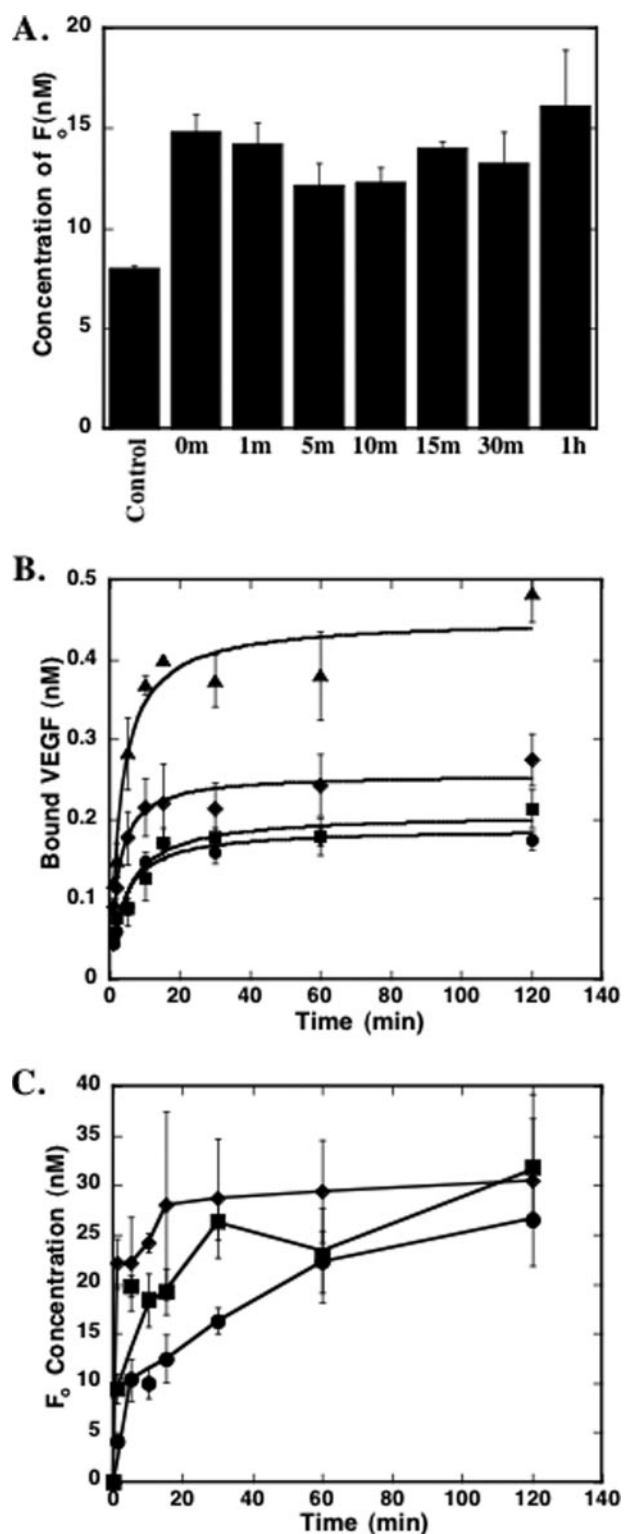 A.
Concentration of Fo(nM)
20
15
10
5
0
Control 0m 1m 5m 10m 15m 30m 1h
B.
Bound VEGF (nM)
0.5
0.4
0.3
0.2
0.1
0
0 20 40 60 80 100 120 140
Time (min)
C.
Fo Concentration (nM)
40
35
30
25
20
15
10
5
0
0 20 40 60 80 100 120 140
Time (min)